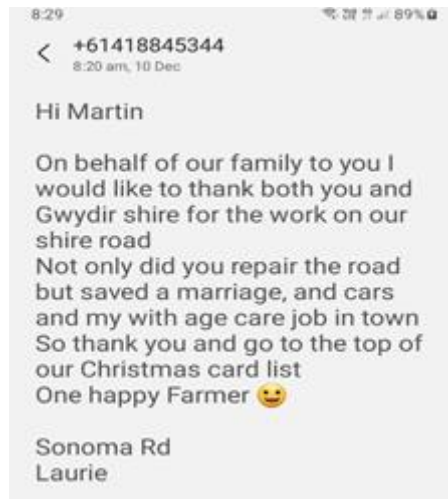 8:29
89%
+61418845344
8:20 am, 10 Dec
Hi Martin
On behalf of our family to you I
would like to thank both you and
Gwydir shire for the work on our
shire road
Not only did you repair the road
but saved a marriage, and cars
and my with age care job in town
So thank you and go to the top of
our Christmas card list
One happy Farmer 😀
Sonoma Rd
Laurie